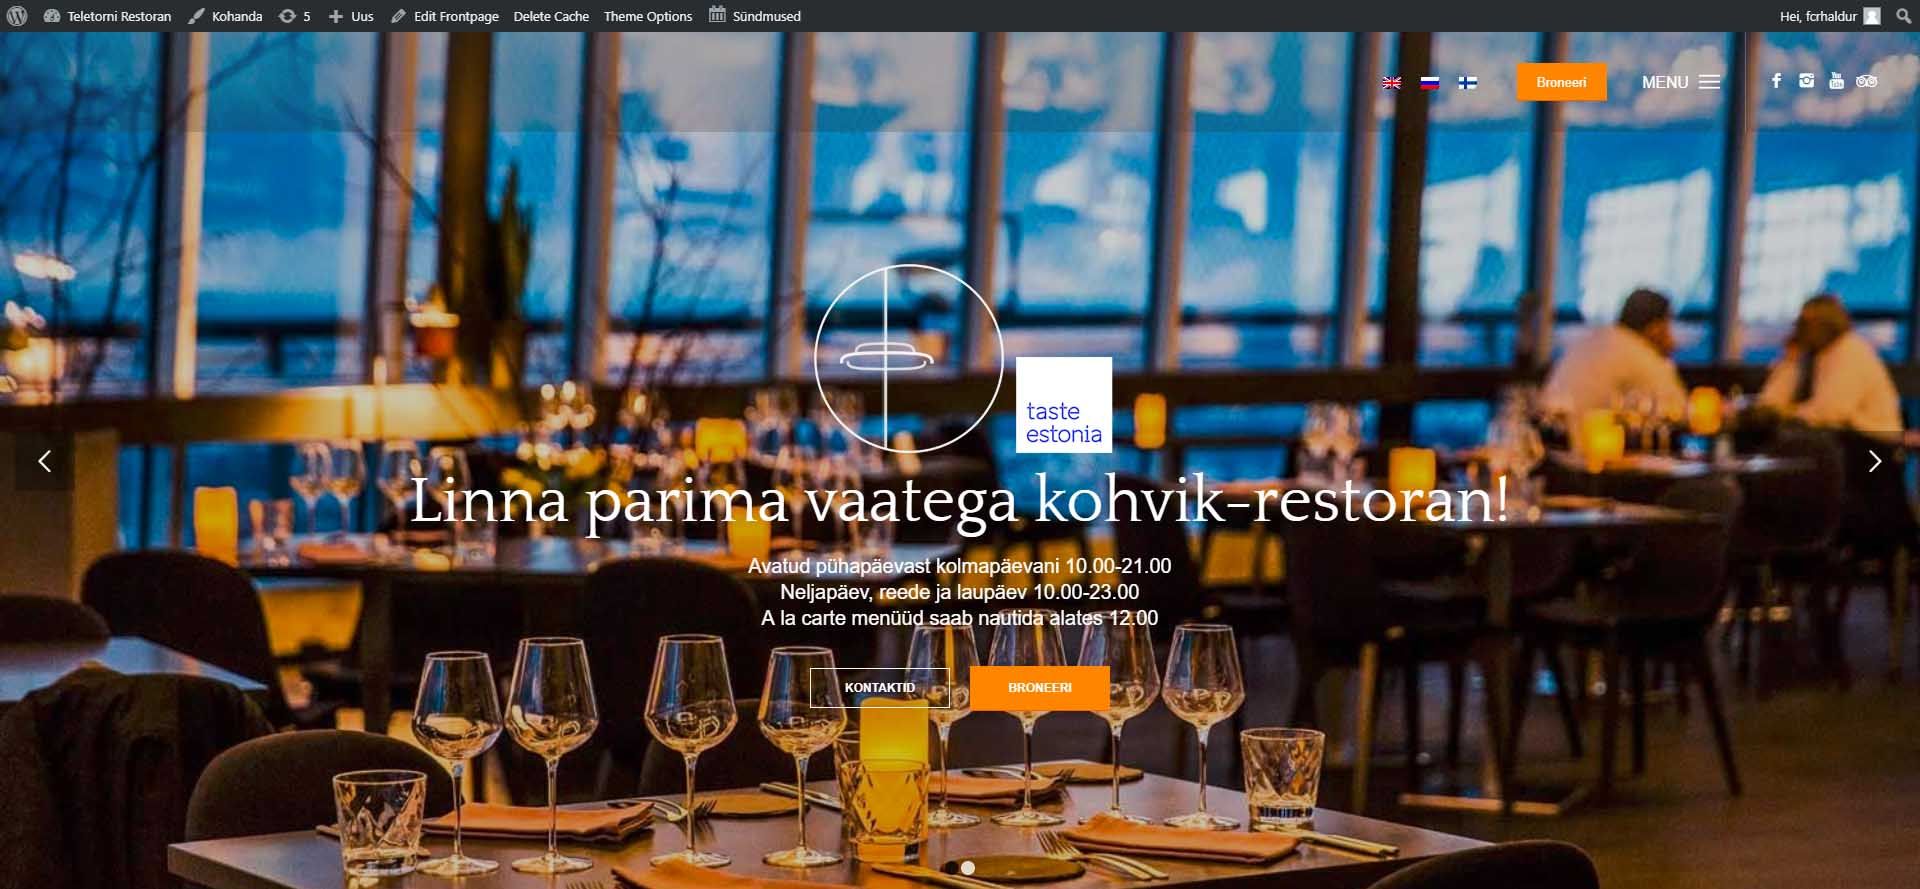 Teletorni Restoran Kohanda 5 Uus Edit Frontpage Delete Cache Theme Options Sündmused Hei, fcrhaldur
Broneeri MENU
taste
estonia
Linna parima vaatega kohvik-restoran!
Avatud pühapäevast kolmapäevani 10.00-21.00
Neljapäev, reede ja laupäev 10.00-23.00
A la carte menüüd saab nautida alates 12.00
KONTAKTID BRONEERI